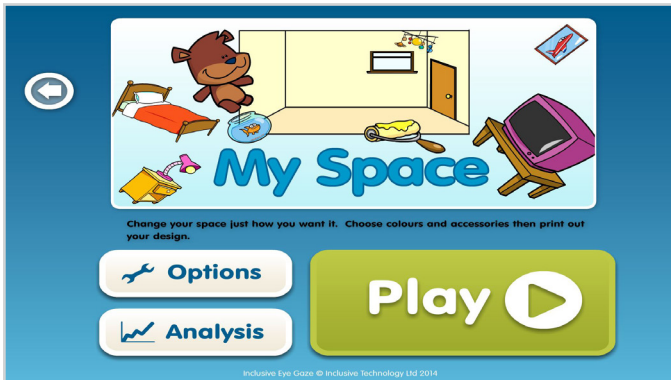 My Space
Change your space just how you want it. Choose colours and accessories then print out
your design.
Options
Play
Analysis
Inclusive Eye Gaze © Inclusive Technology Ltd 2014